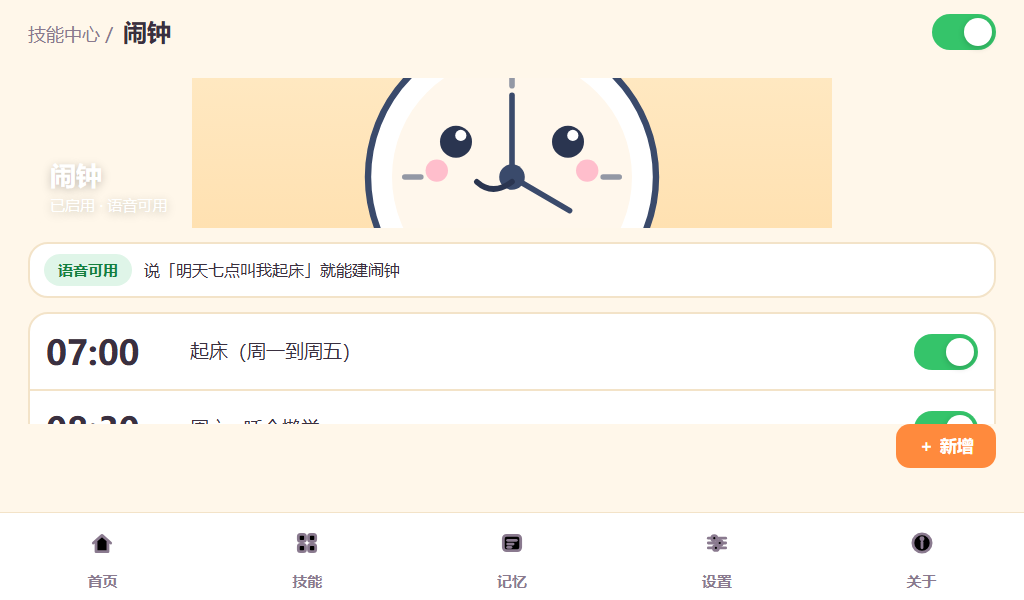 技能中心 / 闹钟
闹钟
已启用 · 语音可用
语音可用 说「明天七点叫我起床」就能建闹钟
07:00 起床（周一到周五）
+ 新增
首页 技能 记忆 设置 关于